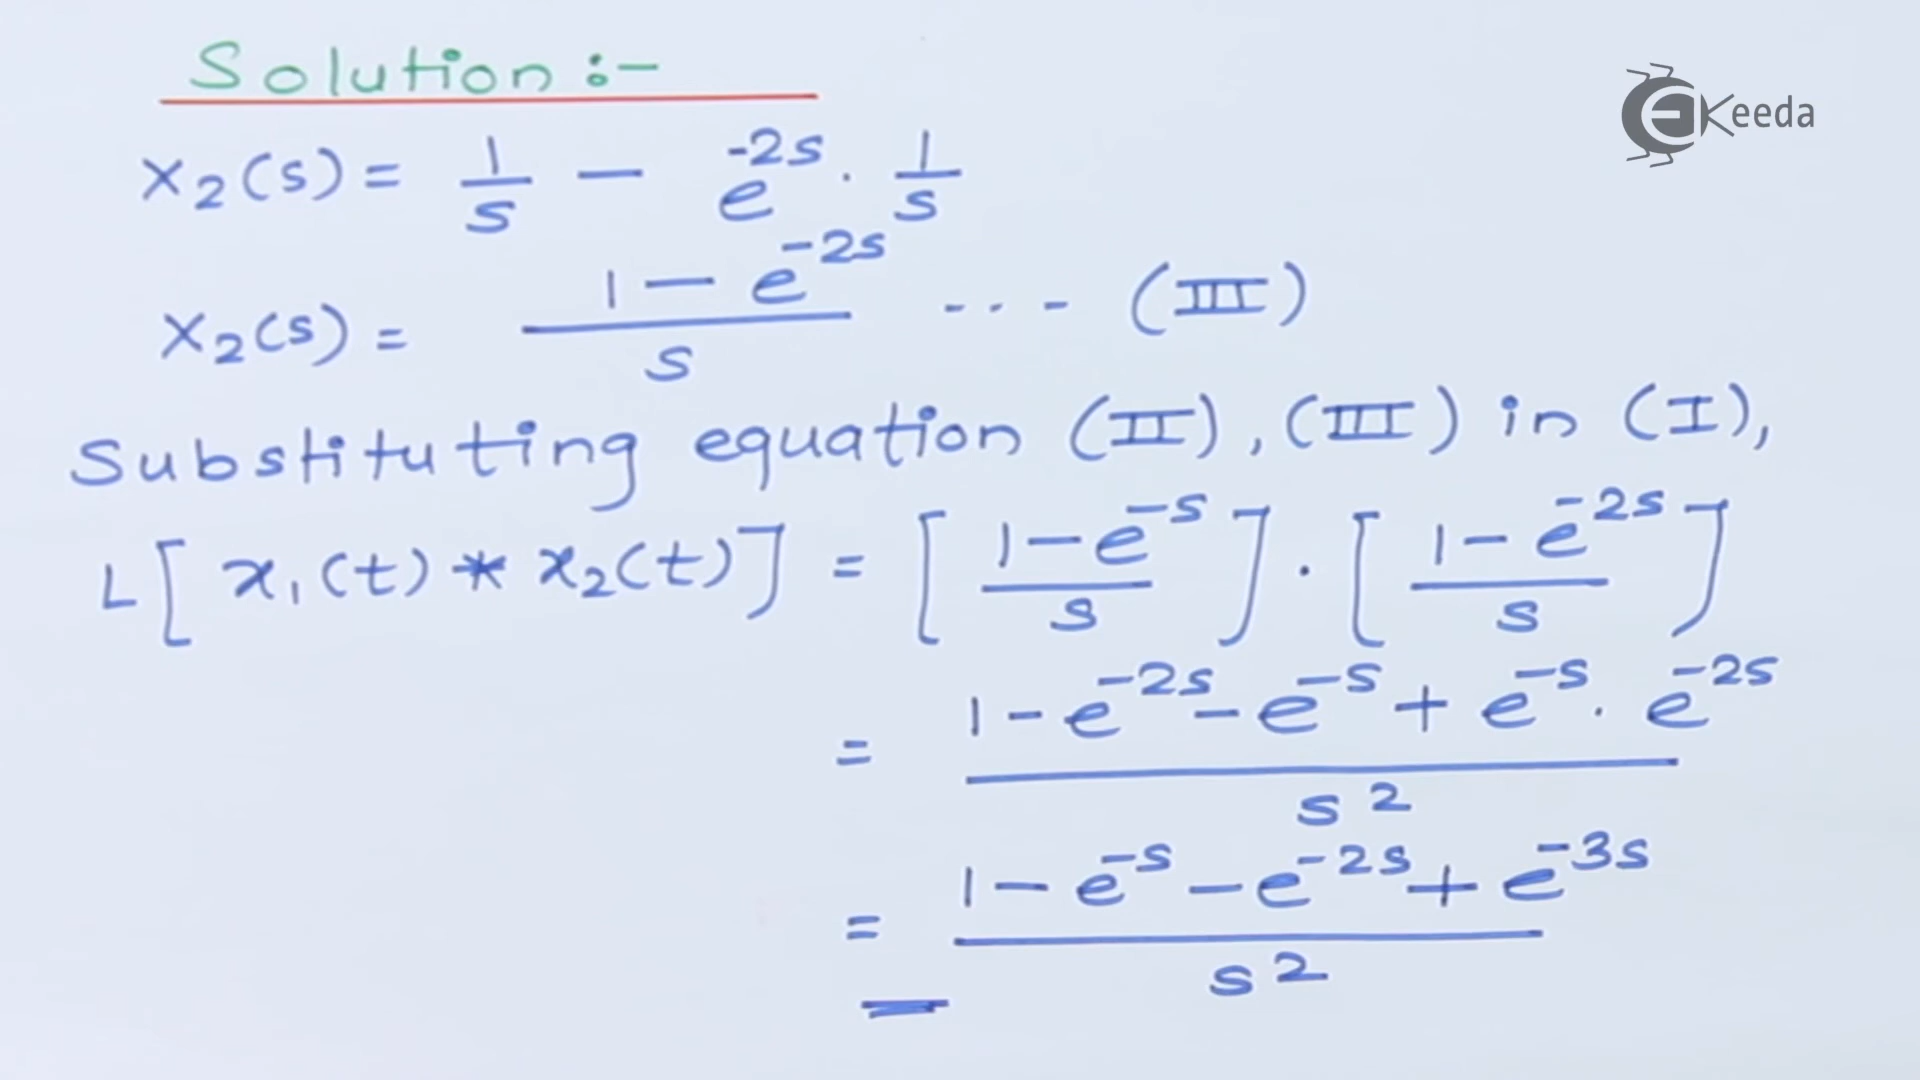 Solution :-
EKeeda
X₂(s) = 1/s - e^-2s · 1/s
X₂(s) = (1 - e^-2s)/s --- (III)
Substituting equation (II), (III) in (I),
L[x₁(t) * x₂(t)] = [(1 - e^-s)/s] · [(1 - e^-2s)/s]
= (1 - e^-2s - e^-s + e^-s · e^-2s)/s²
= (1 - e^-s - e^-2s + e^-3s)/s²